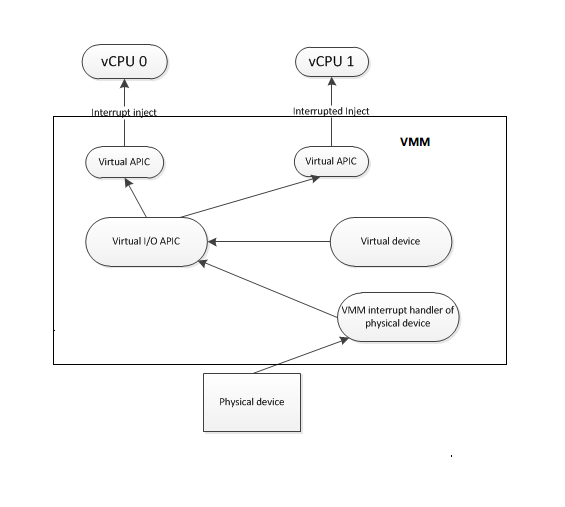 vCPU 0
vCPU 1
Interrupt inject
Interrupted Inject
VMM
Virtual APIC
Virtual APIC
Virtual I/O APIC
Virtual device
VMM interrupt handler of
physical device
Physical device